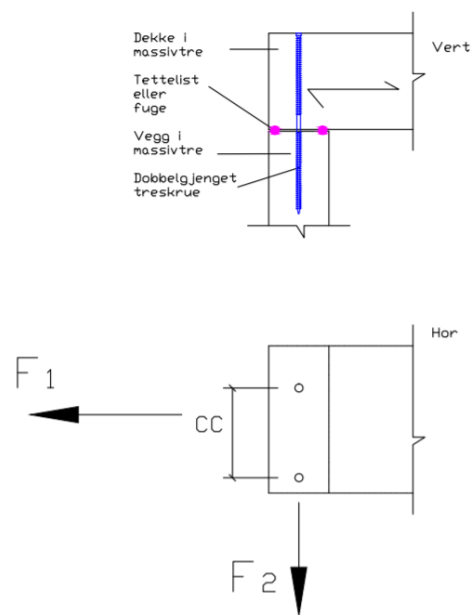 Dekke i
massivtre
Vert
Tettelist
eller
fuge
Vegg i
massivtre
Dobbelgjenget
treskrue
Hor
F1
CC
F2